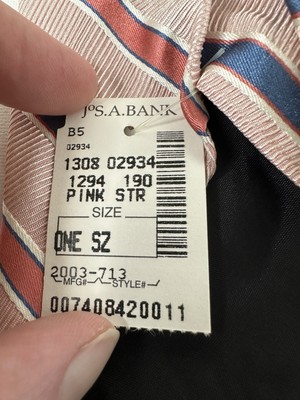 JoS.A.BANK
B5
02934
1308 02934
1294 190
PINK STR
SIZE
ONE SZ
2003-713
MFG# STYLE#
007408420011